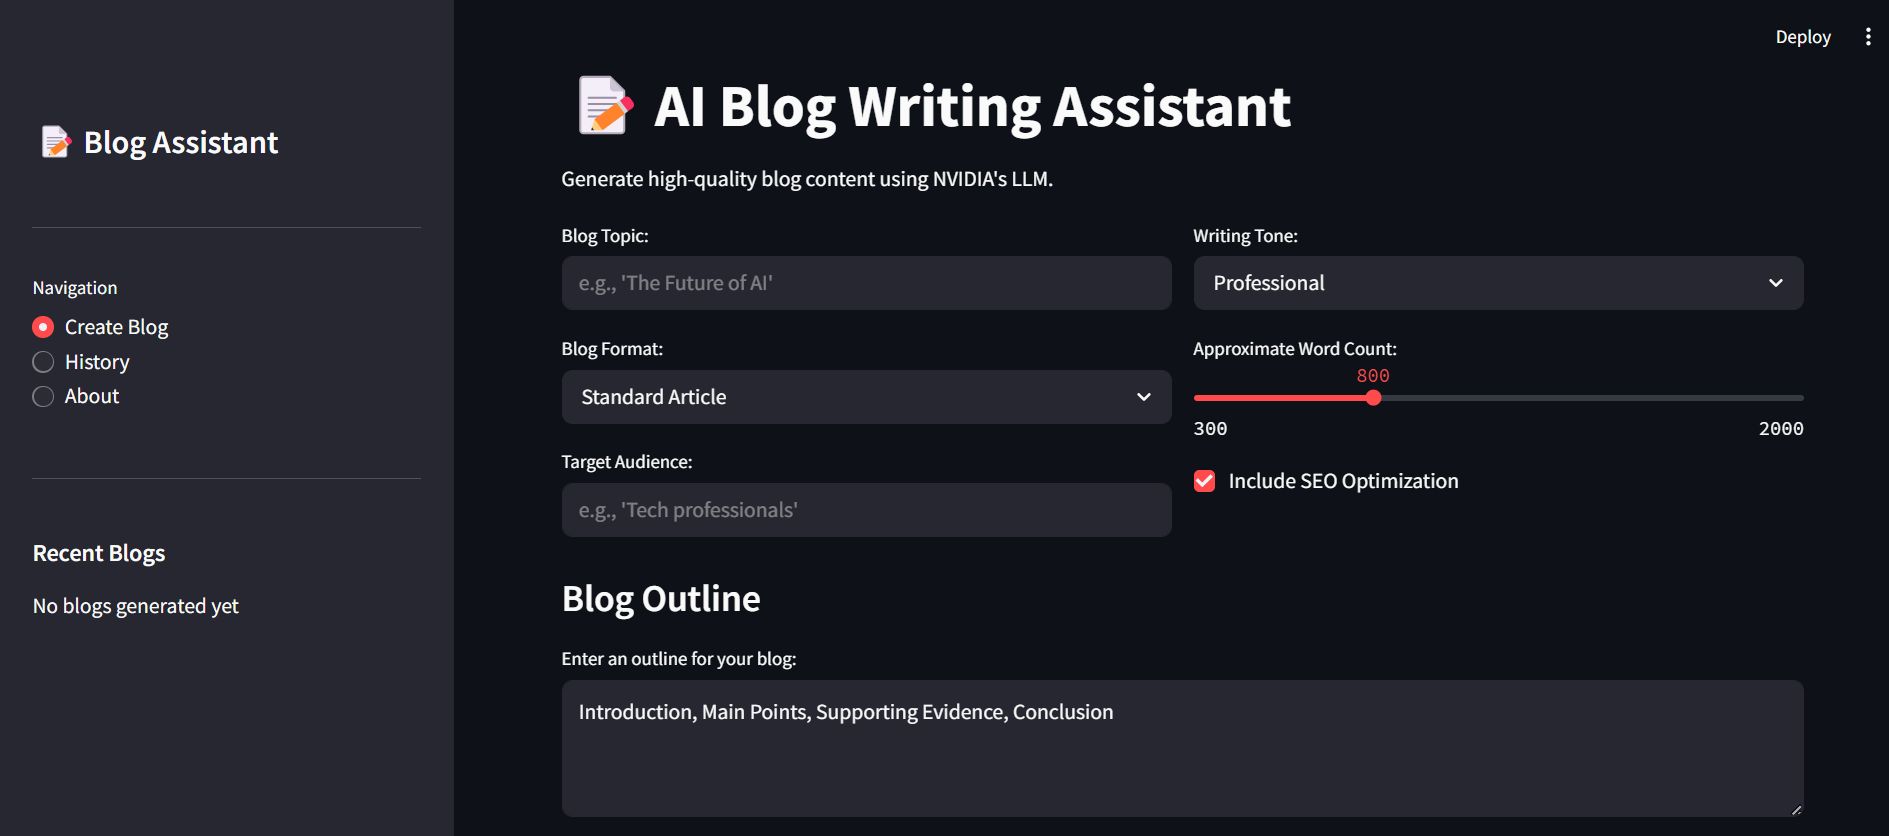 Deploy
Blog Assistant
Navigation
Create Blog
History
About
Recent Blogs
No blogs generated yet
AI Blog Writing Assistant
Generate high-quality blog content using NVIDIA's LLM.
Blog Topic:
e.g., 'The Future of AI'
Writing Tone:
Professional
Blog Format:
Standard Article
Approximate Word Count:
800
300
2000
Target Audience:
e.g., 'Tech professionals'
Include SEO Optimization
Blog Outline
Enter an outline for your blog:
Introduction, Main Points, Supporting Evidence, Conclusion